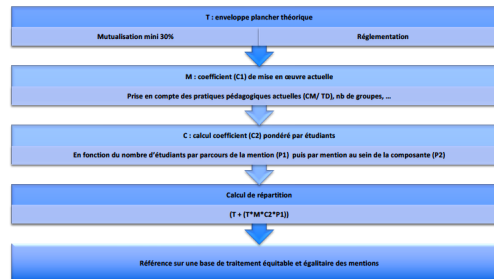 T : enveloppe plancher théorique
Mutualisation mini 30%
Réglementation
M : coefficient (C1) de mise en œuvre actuelle
Prise en compte des pratiques pédagogiques actuelles (CM/ TD), nb de groupes, …
C : calcul coefficient (C2) pondéré par étudiants
En fonction du nombre d'étudiants par parcours de la mention (P1) puis par mention au sein de la composante (P2)
Calcul de répartition
(T + (T*M*C2*P1))
Référence sur une base de traitement équitable et égalitaire des mentions